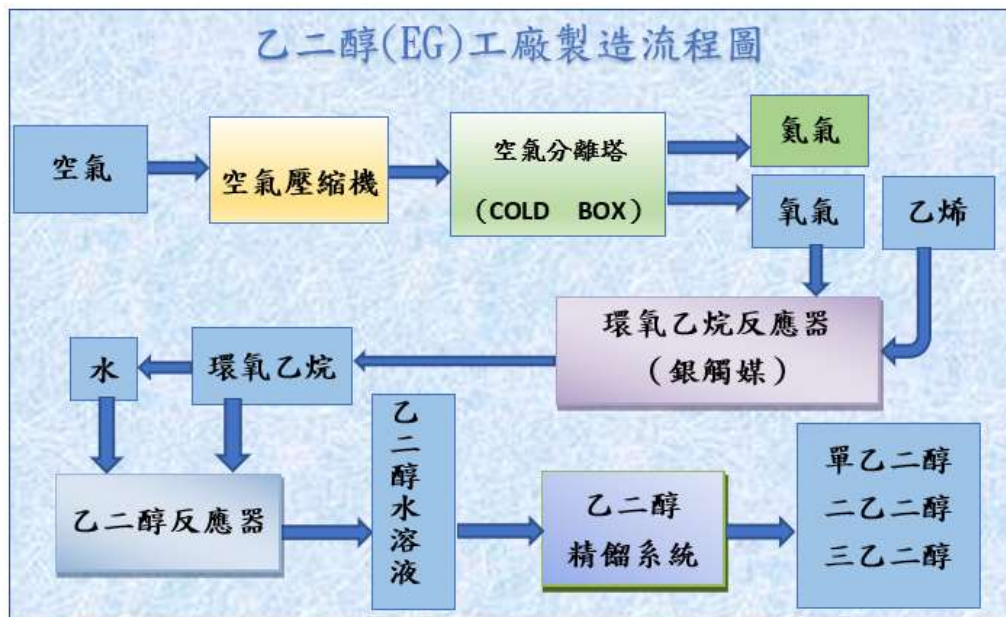 乙二醇(EG)工廠製造流程圖
空氣
空氣壓縮機
空氣分離塔
（COLD BOX）
氮氣
氧氣
乙烯
環氧乙烷反應器
（銀觸媒）
環氧乙烷
水
乙二醇反應器
乙二醇水溶液
乙二醇
精餾系統
單乙二醇
二乙二醇
三乙二醇